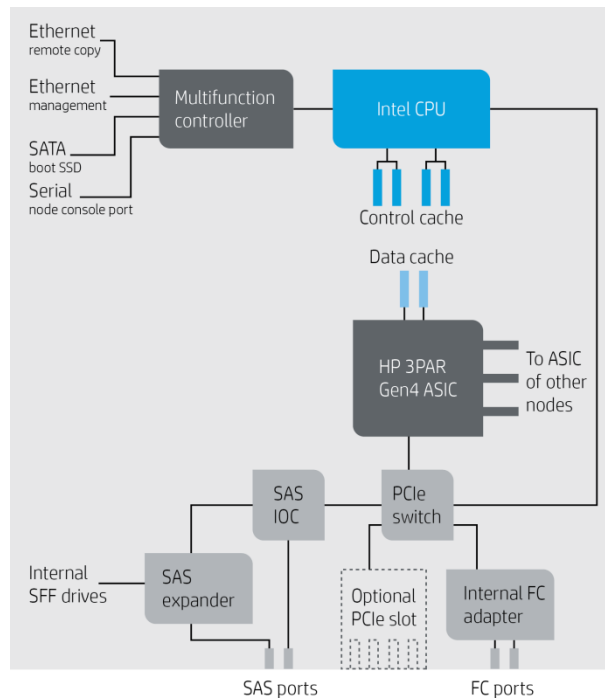 Ethernet
remote copy
Ethernet
management
SATA
boot SSD
Serial
node console port
Multifunction
controller
Intel CPU
Control cache
Data cache
HP 3PAR
Gen4 ASIC
To ASIC
of other
nodes
SAS
IOC
PCIe
switch
Internal
SFF drives
SAS
expander
Optional
PCIe slot
Internal FC
adapter
SAS ports
FC ports